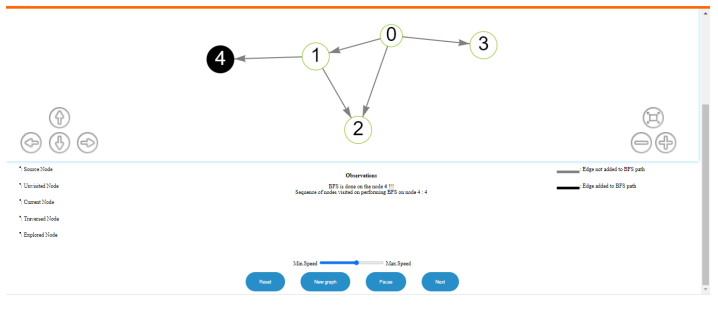 0
3
1
4
2
*: Source Node
*: Unvisited Node
*: Current Node
*: Traversed Node
*: Explored Node
Observations
BFS is done on the node 4 !!!
Sequence of nodes visited on performing BFS on node 4 : 4
: Edge not added to BFS path
: Edge added to BFS path
Min.Speed Max.Speed
Reset New graph Pause Next